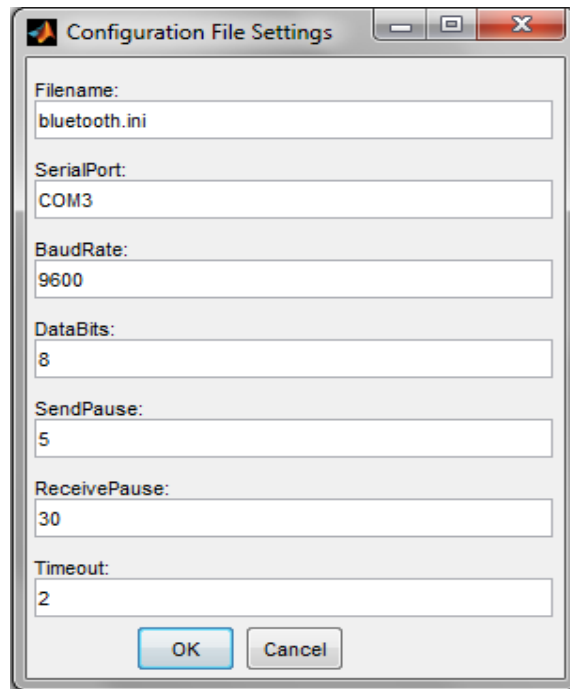 Configuration File Settings
Filename:
bluetooth.ini
SerialPort:
COM3
BaudRate:
9600
DataBits:
8
SendPause:
5
ReceivePause:
30
Timeout:
2
OK Cancel